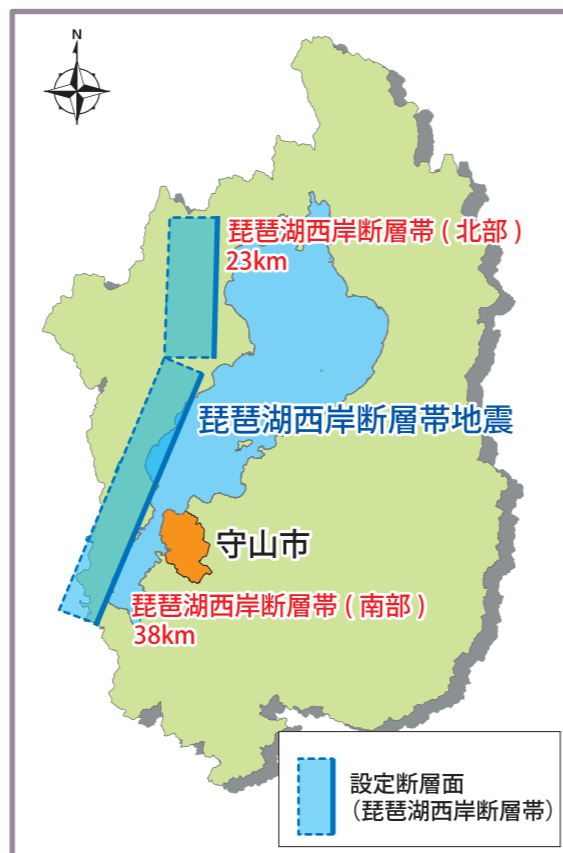 N
琵琶湖西岸断層帯 ( 北部 )
23km
琵琶湖西岸断層帯地震
守山市
琵琶湖西岸断層帯 ( 南部 )
38km
設定断層面
（琵琶湖西岸断層帯）